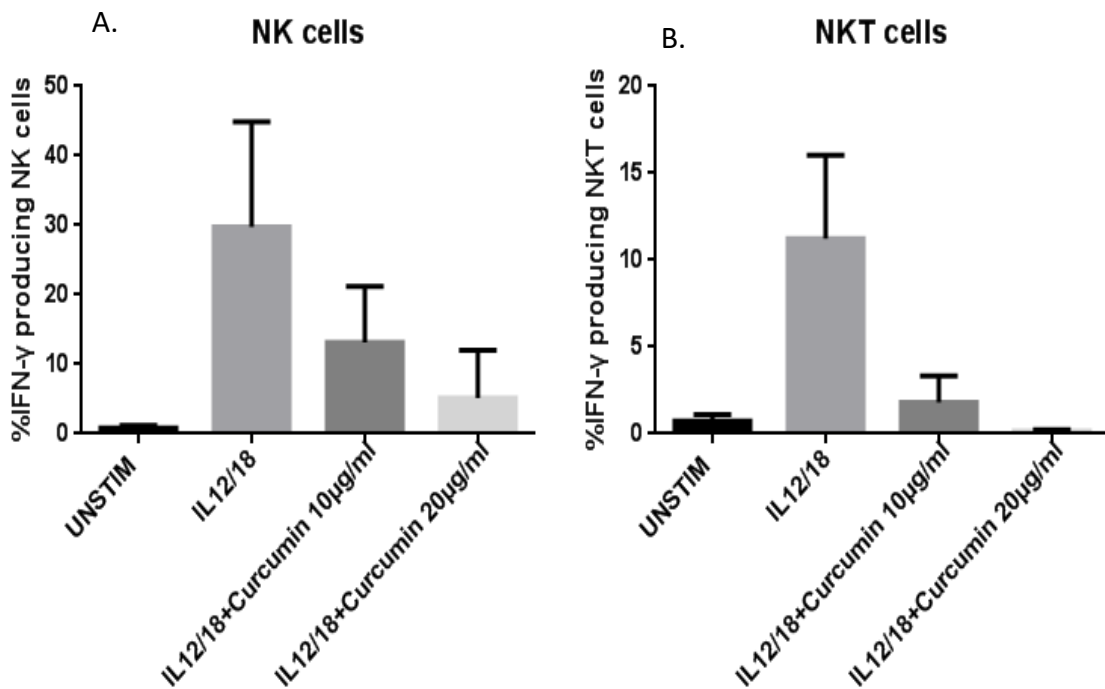 A.
NK cells
%IFN-γ producing NK cells
50
40
30
20
10
0
UNSTIM
IL12/18
IL12/18+Curcumin 10μg/ml
IL12/18+Curcumin 20μg/ml
B.
NKT cells
%IFN-γ producing NKT cells
20
15
10
5
0
UNSTIM
IL12/18
IL12/18+Curcumin 10μg/ml
IL12/18+Curcumin 20μg/ml